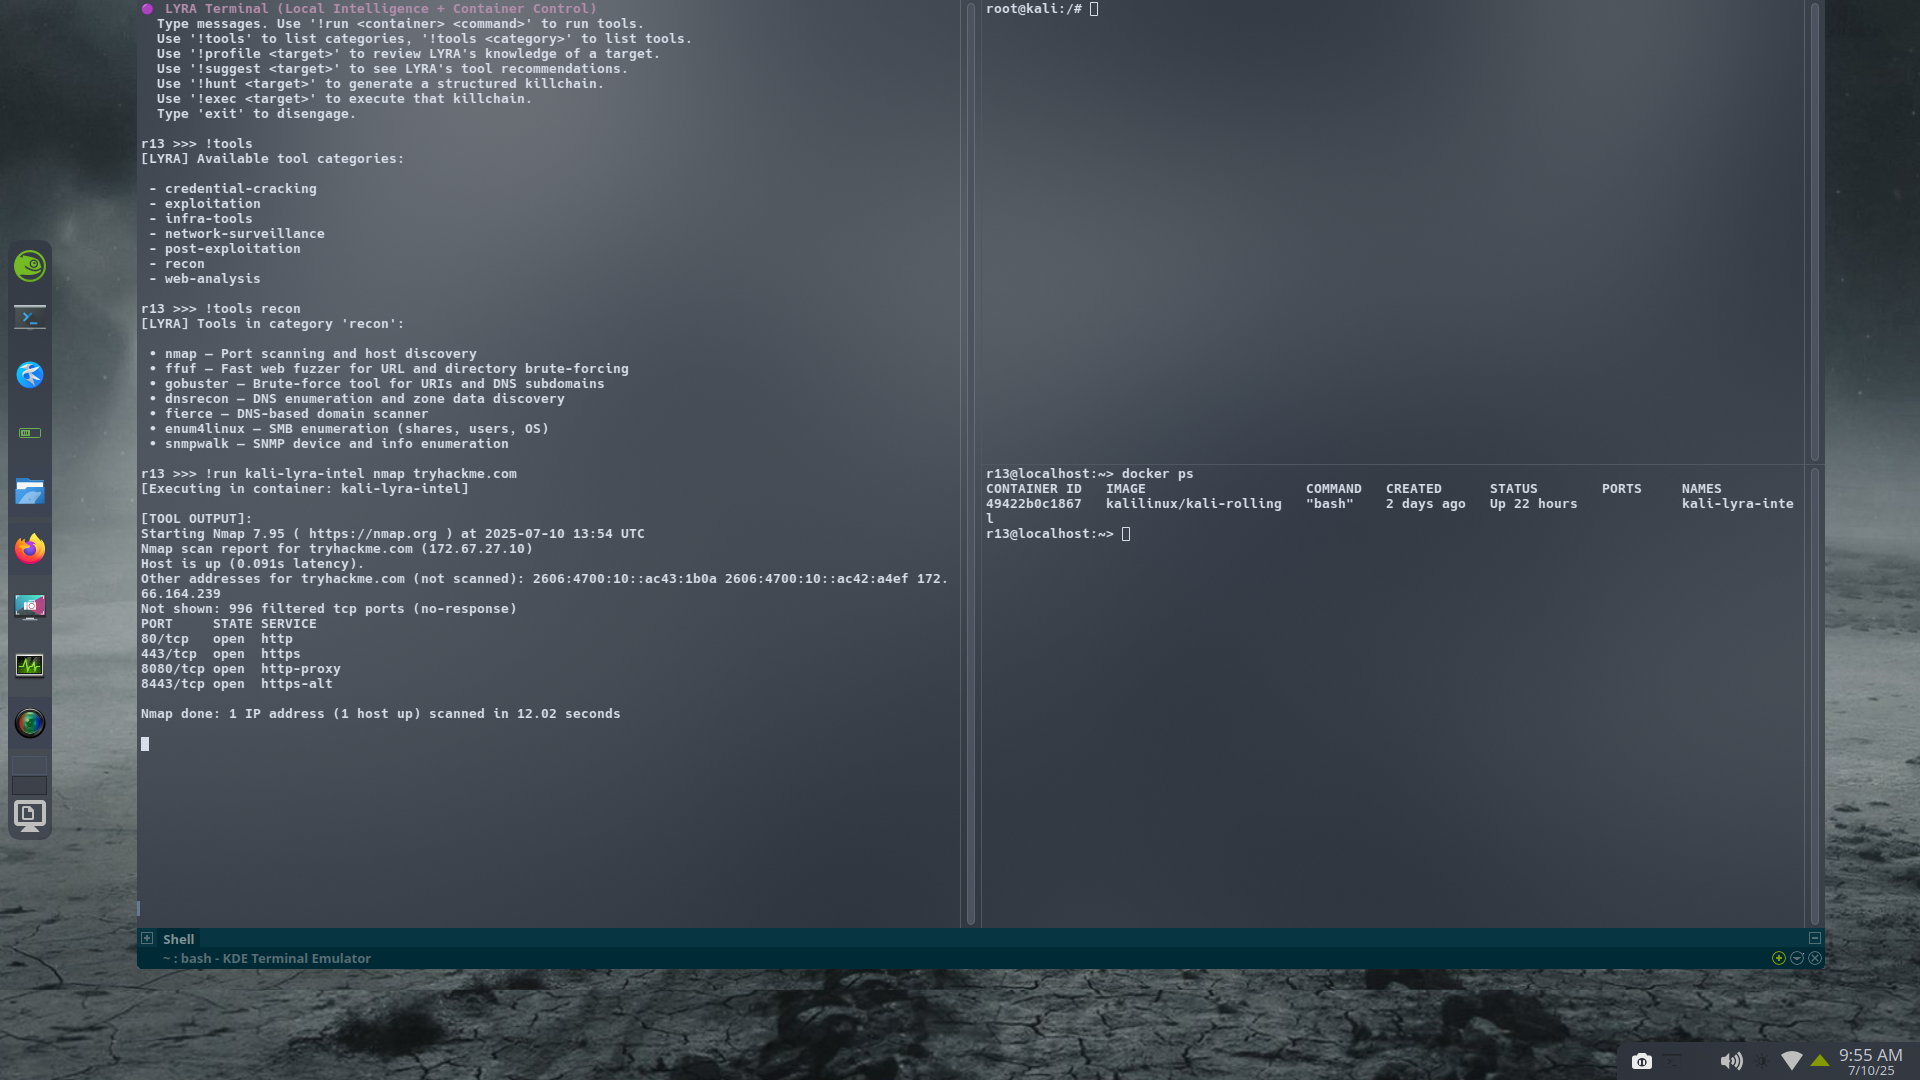 LYRA Terminal (Local Intelligence + Container Control)
Type messages. Use '!run <container> <command>' to run tools.
Use '!tools' to list categories, '!tools <category>' to list tools.
Use '!profile <target>' to review LYRA's knowledge of a target.
Use '!suggest <target>' to see LYRA's tool recommendations.
Use '!hunt <target>' to generate a structured killchain.
Use '!exec <target>' to execute that killchain.
Type 'exit' to disengage.
r13 >>> !tools
[LYRA] Available tool categories:
- credential-cracking
- exploitation
- infra-tools
- network-surveillance
- post-exploitation
- recon
- web-analysis
r13 >>> !tools recon
[LYRA] Tools in category 'recon':
• nmap — Port scanning and host discovery
• ffuf — Fast web fuzzer for URL and directory brute-forcing
• gobuster — Brute-force tool for URIs and DNS subdomains
• dnsrecon — DNS enumeration and zone data discovery
• fierce — DNS-based domain scanner
• enum4linux — SMB enumeration (shares, users, OS)
• snmpwalk — SNMP device and info enumeration
r13 >>> !run kali-lyra-intel nmap tryhackme.com
[Executing in container: kali-lyra-intel]
[TOOL OUTPUT]:
Starting Nmap 7.95 ( https://nmap.org ) at 2025-07-10 13:54 UTC
Nmap scan report for tryhackme.com (172.67.27.10)
Host is up (0.091s latency).
Other addresses for tryhackme.com (not scanned): 2606:4700:10::ac43:1b0a 2606:4700:10::ac42:a4ef 172.
66.164.239
Not shown: 996 filtered tcp ports (no-response)
PORT     STATE SERVICE
80/tcp   open  http
443/tcp  open  https
8080/tcp open  http-proxy
8443/tcp open  https-alt
Nmap done: 1 IP address (1 host up) scanned in 12.02 seconds
root@kali:/#
r13@localhost:~> docker ps
CONTAINER ID   IMAGE                    COMMAND   CREATED      STATUS        PORTS     NAMES
49422b0c1867   kalilinux/kali-rolling   "bash"    2 days ago   Up 22 hours             kali-lyra-inte
l
r13@localhost:~>
Shell
~ : bash - KDE Terminal Emulator
9:55 AM
7/10/25